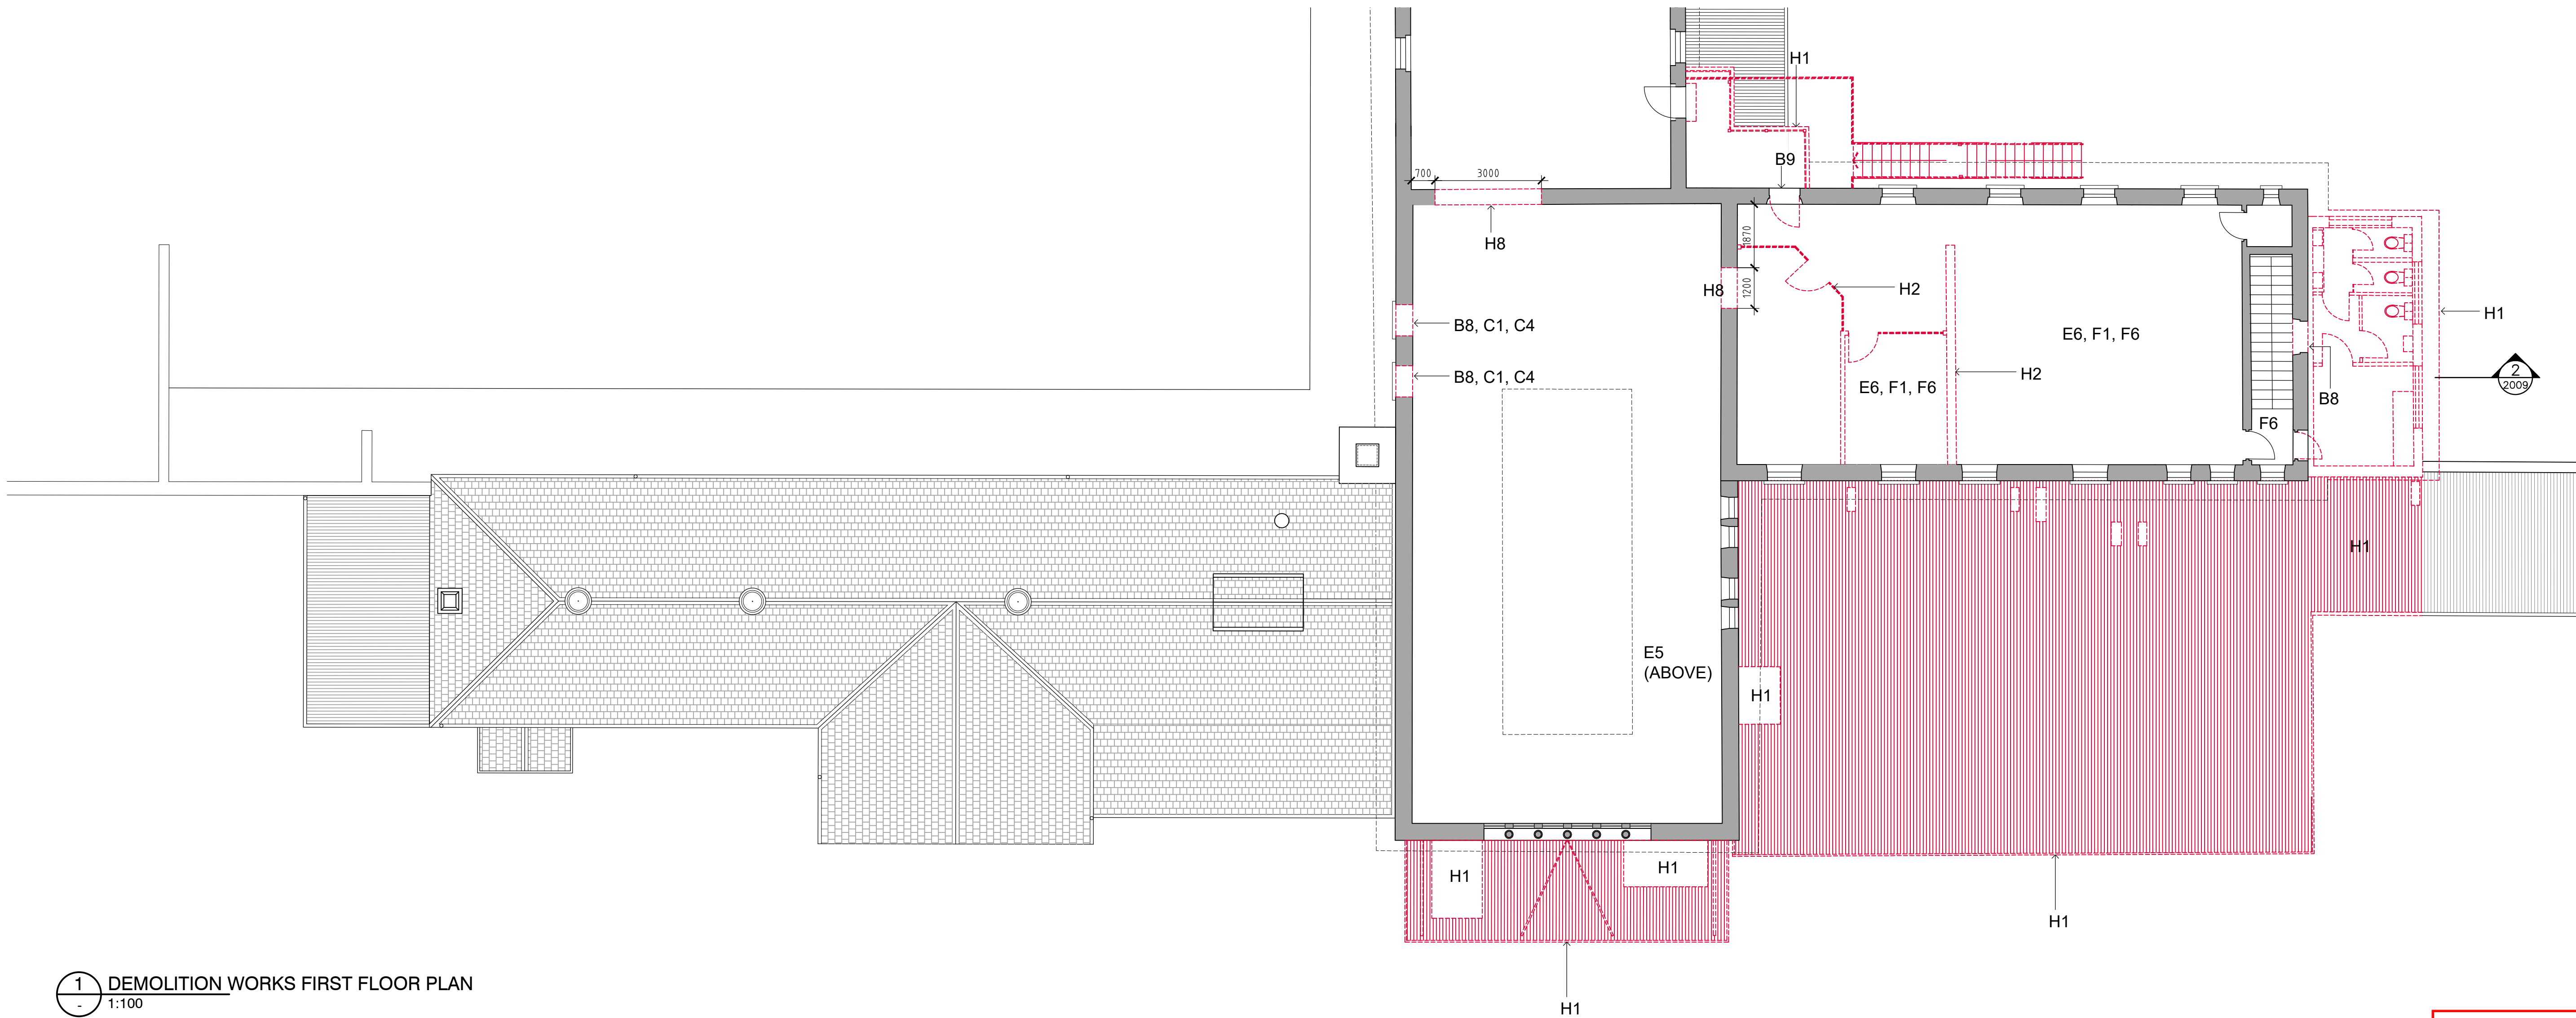 H1
B9
700
3000
H8
1870
1200
H8
H2
E6, F1, F6
H1
B8, C1, C4
B8, C1, C4
H2
E6, F1, F6
2
2009
B8
F6
H1
E5
(ABOVE)
H1
H1
H1
H1
H1
1
-
DEMOLITION WORKS FIRST FLOOR PLAN
1:100